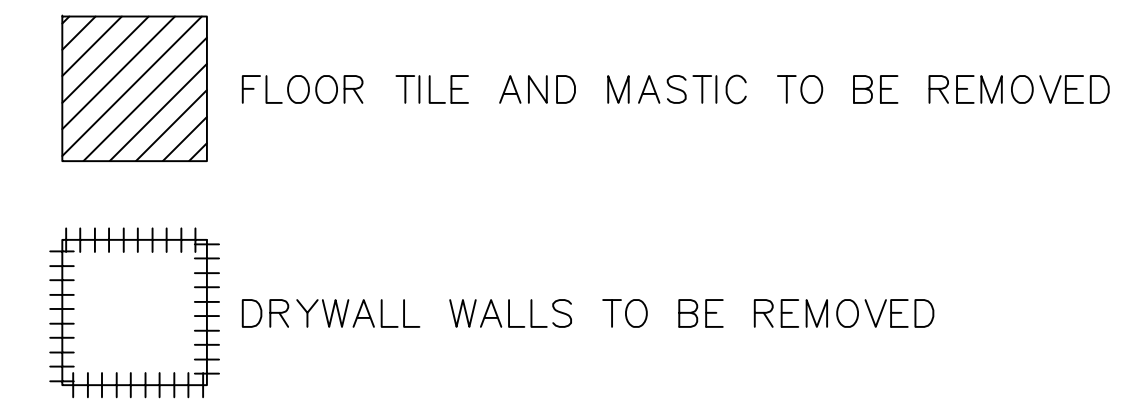 FLOOR TILE AND MASTIC TO BE REMOVED
DRYWALL WALLS TO BE REMOVED